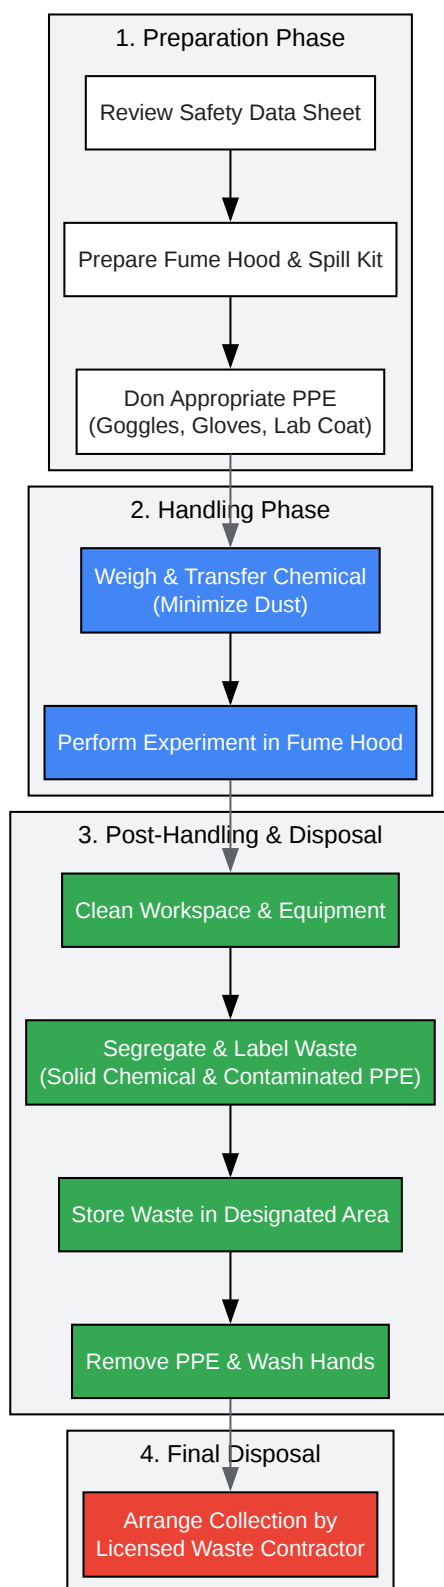 1. Preparation Phase
Review Safety Data Sheet
Prepare Fume Hood & Spill Kit
Don Appropriate PPE
(Goggles, Gloves, Lab Coat)
2. Handling Phase
Weigh & Transfer Chemical
(Minimize Dust)
Perform Experiment in Fume Hood
3. Post-Handling & Disposal
Clean Workspace & Equipment
Segregate & Label Waste
(Solid Chemical & Contaminated PPE)
Store Waste in Designated Area
Remove PPE & Wash Hands
4. Final Disposal
Arrange Collection by
Licensed Waste Contractor